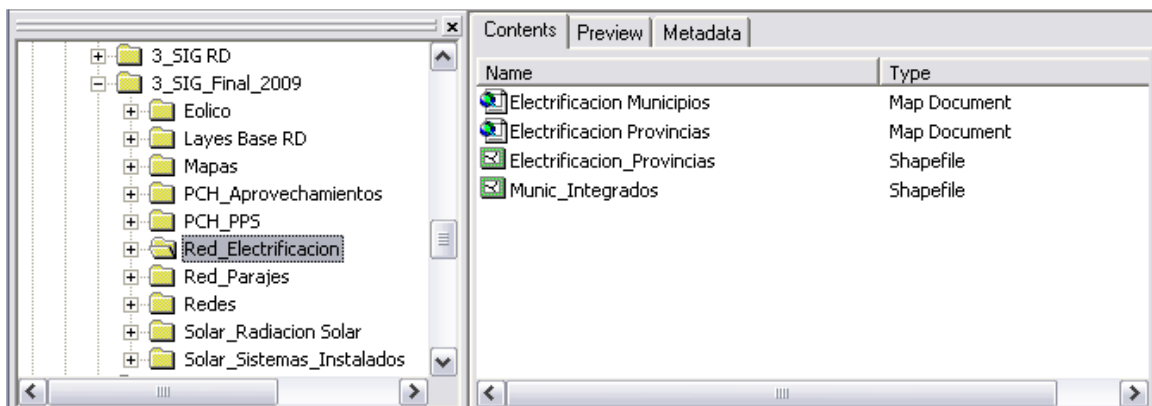 3_SIG RD
3_SIG_Final_2009
Eolico
Layes Base RD
Mapas
PCH_Aprovechamientos
PCH_PPS
Red_Electrificacion
Red_Parajes
Redes
Solar_Radiacion Solar
Solar_Sistemas_Instalados
Contents Preview Metadata
Name Type
Electrificacion Municipios Map Document
Electrificacion Provincias Map Document
Electrificacion_Provincias Shapefile
Munic_Integrados Shapefile